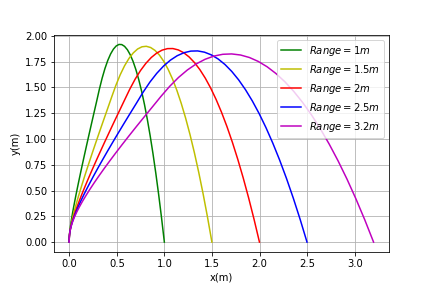 2.00
1.75
1.50
1.25
1.00
0.75
0.50
0.25
0.00
y(m)
Range = 1m
Range = 1.5m
Range = 2m
Range = 2.5m
Range = 3.2m
0.0 0.5 1.0 1.5 2.0 2.5 3.0
x(m)